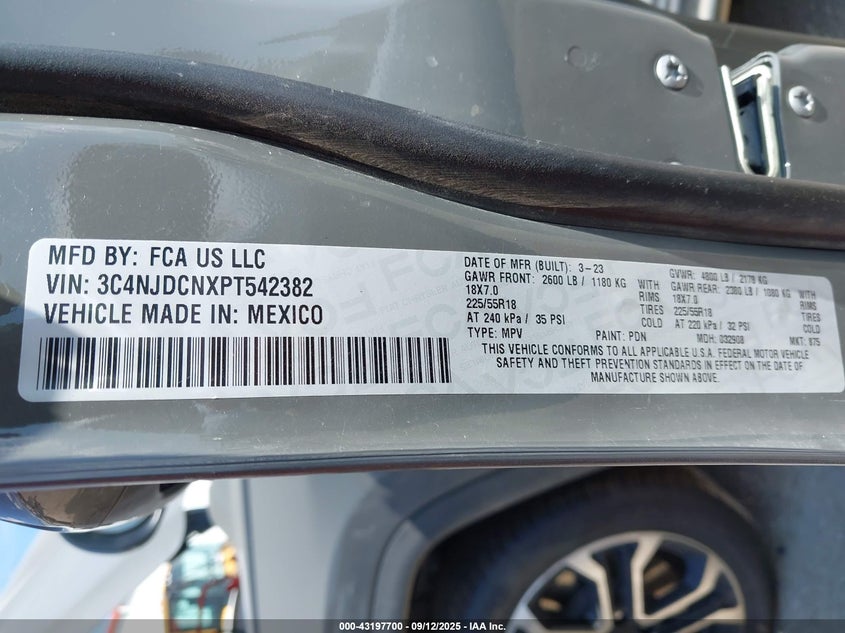 MFD BY: FCA US LLC
VIN: 3C4NJDCNXPT542382
VEHICLE MADE IN: MEXICO
DATE OF MFR (BUILT): 3-23 GVWR: 4800 LB / 2179 KG
GAWR FRONT: 2600 LB / 1180 KG WITH GAWR REAR: 2380 LB / 1080 KG WITH
18X7.0 RIMS 18X7.0 RIMS
225/55R18 TIRES 225/55R18 TIRES
AT 240 kPa / 35 PSI COLD AT 220 kPa / 32 PSI COLD
TYPE: MPV PAINT: PDN MDH: 032908 MKT: 875
THIS VEHICLE CONFORMS TO ALL APPLICABLE U.S.A. FEDERAL MOTOR VEHICLE
SAFETY AND THEFT PREVENTION STANDARDS IN EFFECT ON THE DATE OF
MANUFACTURE SHOWN ABOVE.
000-43197700 - 09/12/2025 - IAA Inc.